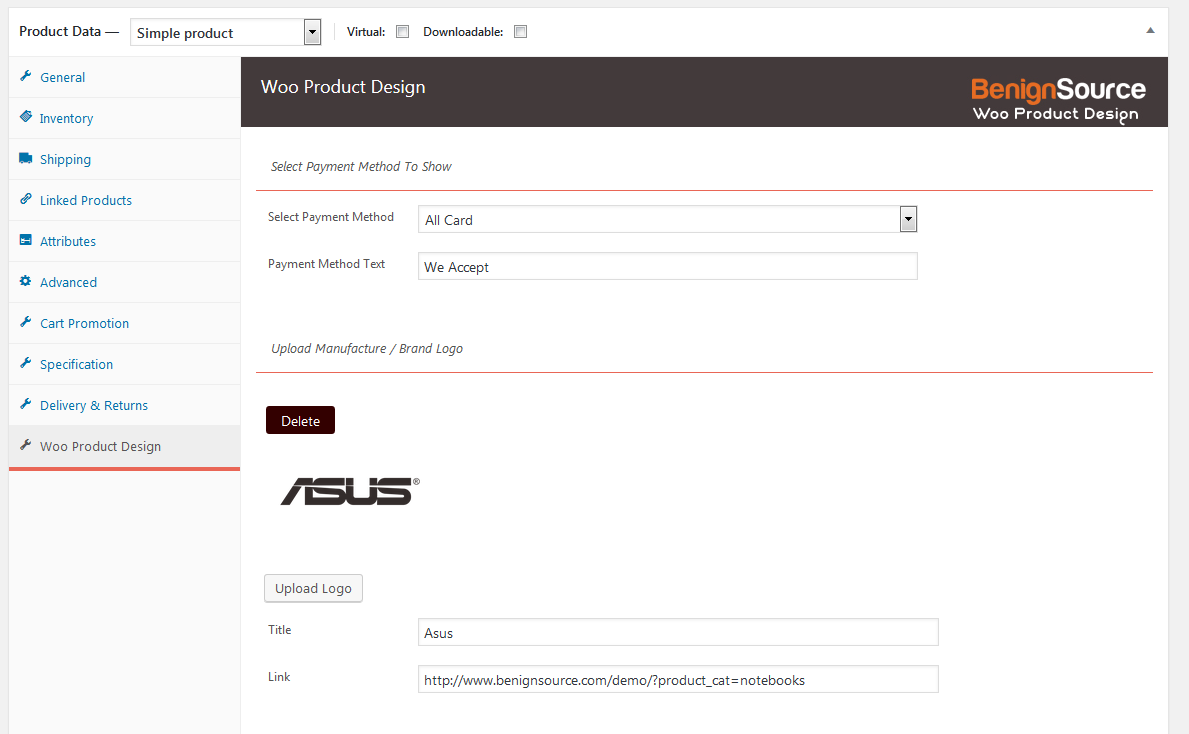 Product Data — Simple product Virtual: Downloadable:
General
Inventory
Shipping
Linked Products
Attributes
Advanced
Cart Promotion
Specification
Delivery & Returns
Woo Product Design
Woo Product Design
BenignSource
Woo Product Design
Select Payment Method To Show
Select Payment Method All Card
Payment Method Text We Accept
Upload Manufacture / Brand Logo
Delete
ASUS®
Upload Logo
Title Asus
Link http://www.benignsource.com/demo/?product_cat=notebooks